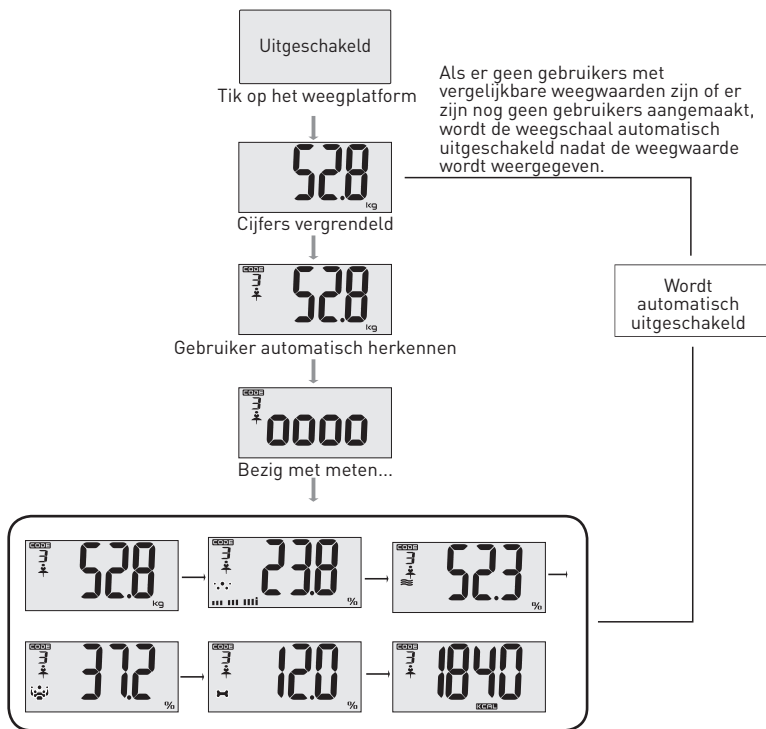 Uitgeschakeld
Tik op het weegplatform
Als er geen gebruikers met
vergelijkbare weegwaarden zijn of er
zijn nog geen gebruikers aangemaakt,
wordt de weegschaal automatisch
uitgeschakeld nadat de weegwaarde
wordt weergegeven.
52.8
kg
Cijfers vergrendeld
CODE
3
52.8
kg
Gebruiker automatisch herkennen
Wordt
automatisch
uitgeschakeld
CODE
3
0000
Bezig met meten...
CODE
3
52.8
kg
CODE
3
23.8
%
CODE
3
52.3
%
CODE
3
37.2
%
CODE
3
12.0
%
CODE
3
1840
KCAL